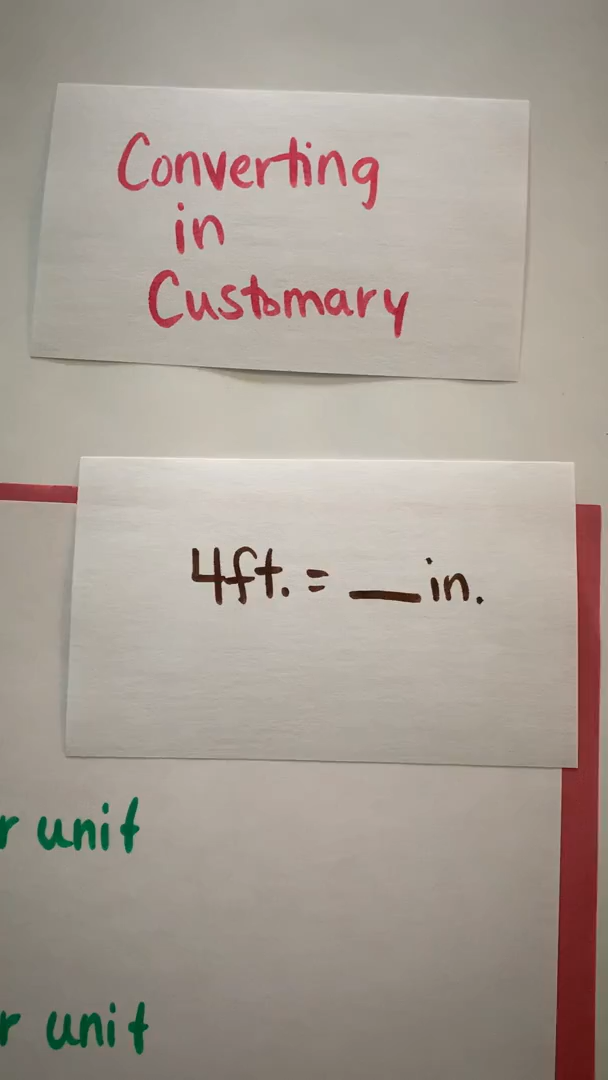 Converting
in
Customary
4ft. = __ in.
r unit
r unit